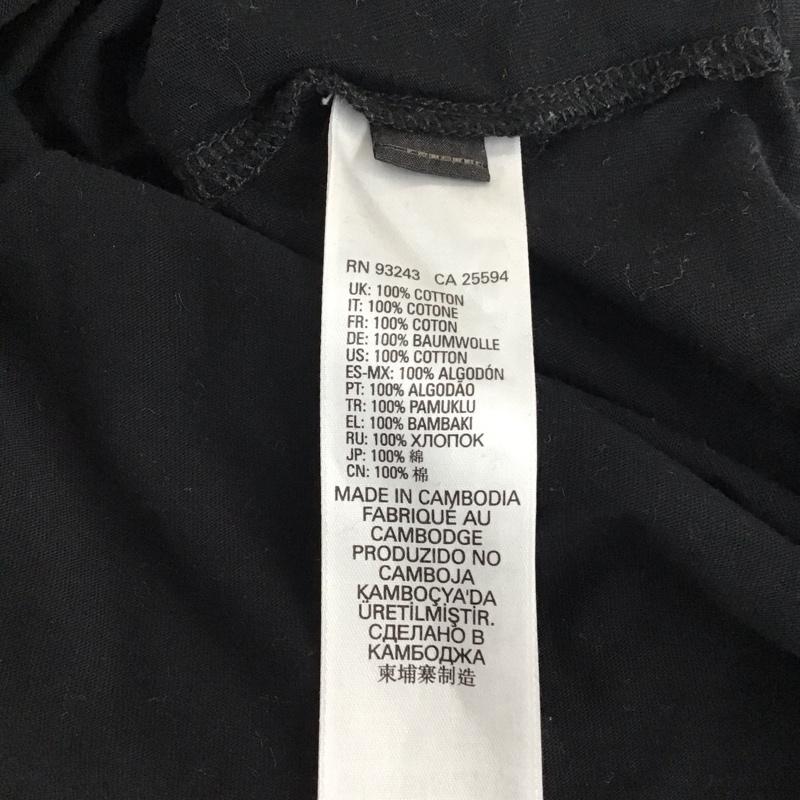 RN 93243 CA 25594
UK: 100% COTTON
IT: 100% COTONE
FR: 100% COTON
DE: 100% BAUMWOLLE
US: 100% COTTON
ES-MX: 100% ALGODÓN
PT: 100% ALGODÃO
TR: 100% PAMUKLU
EL: 100% BAMBAKI
RU: 100% ХЛОПОК
JP: 100% 綿
CN: 100% 棉
MADE IN CAMBODIA
FABRIQUÉ AU
CAMBODGE
PRODUZIDO NO
CAMBOJA
KAMBOÇYA'DA
ÜRETİLMİŞTİR.
СДЕЛАНО В
КАМБОДЖА
柬埔寨制造